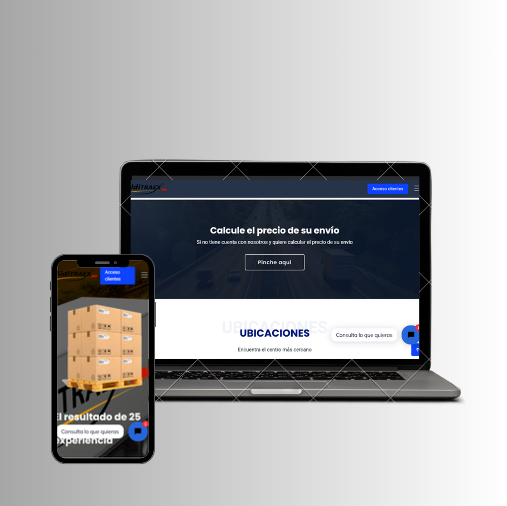 Acceso clientes
Calcule el precio de su envío
Si no tiene cuenta con nosotros y quiere calcular el precio de su envío
Pinche aquí
UBICACIONES
UBICACIONES
Encuentra el centro más cercano
Consulta lo que quieras
Acceso
clientes
El resultado de 25
Consulta lo que quieras
experiencia